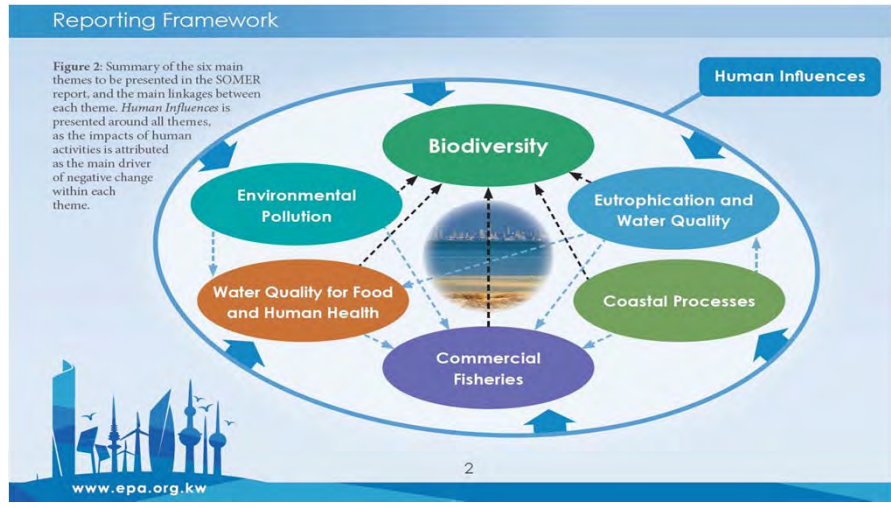 Reporting Framework
Figure 2: Summary of the six main
themes to be presented in the SOMER
report, and the main linkages between
each theme. Human Influences is
presented around all themes,
as the impacts of human
activities is attributed
as the main driver
of negative change
within each
theme.
Human Influences
Biodiversity
Environmental
Pollution
Eutrophication and
Water Quality
Water Quality for Food
and Human Health
Coastal Processes
Commercial
Fisheries
2
www.epa.org.kw